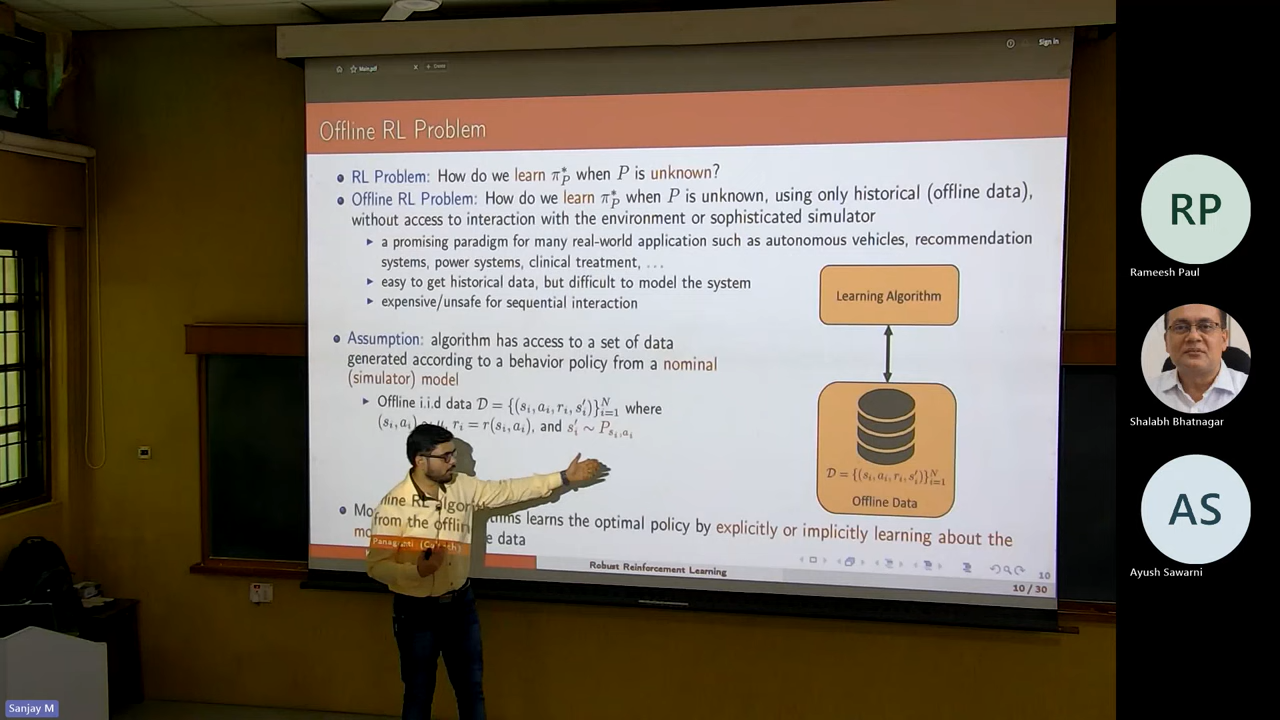 Main.pdf
Sign in
Offline RL Problem
RL Problem: How do we learn π*_P when P is unknown?
Offline RL Problem: How do we learn π*_P when P is unknown, using only historical (offline data),
without access to interaction with the environment or sophisticated simulator
a promising paradigm for many real-world application such as autonomous vehicles, recommendation
systems, power systems, clinical treatment, ...
easy to get historical data, but difficult to model the system
expensive/unsafe for sequential interaction
Assumption: algorithm has access to a set of data
generated according to a behavior policy from a nominal
(simulator) model
Offline i.i.d data D = {(s_i, a_i, r_i, s'_i)}^N_{i=1} where
(s_i, a_i) r_i = r(s_i, a_i), and s'_i ~ P_{s_i,a_i}
Learning Algorithm
D = {(s_i, a_i, r_i, s'_i)}^N_{i=1}
Offline Data
learns the optimal policy by explicitly or implicitly learning about the
from the offline data
Robust Reinforcement Learning
10
10 / 30
RP
Rameesh Paul
Shalabh Bhatnagar
AS
Ayush Sawarni
Sanjay M